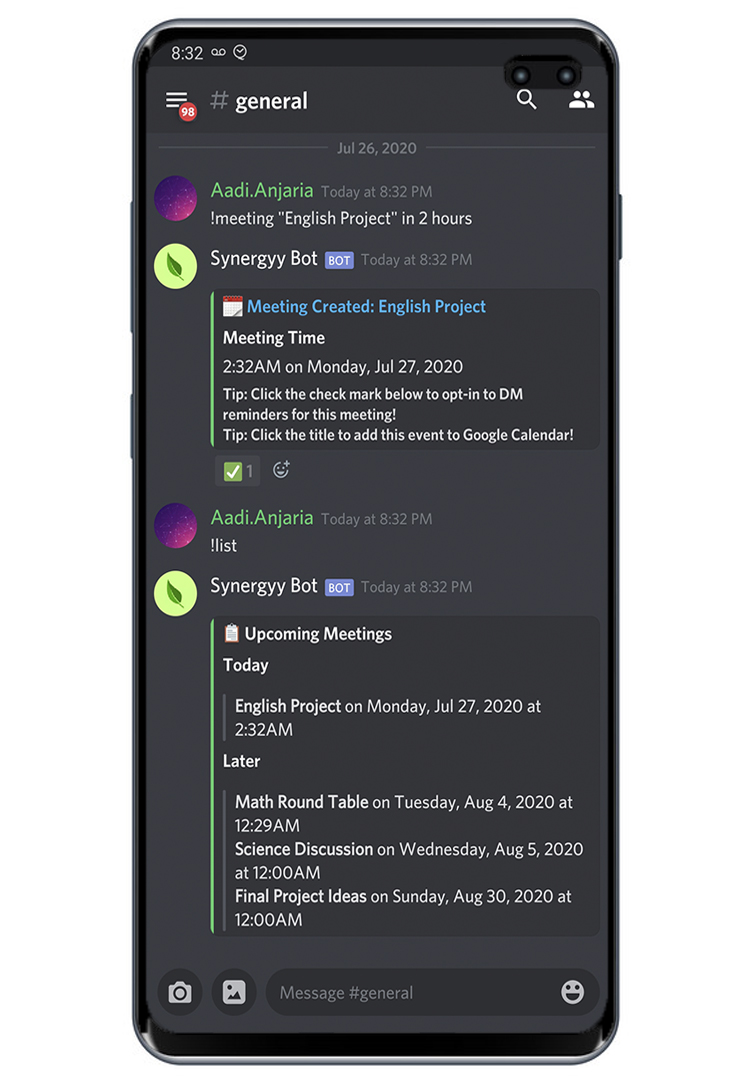 8:32
98
# general
Jul 26, 2020
Aadi.Anjaria Today at 8:32 PM
!meeting "English Project" in 2 hours
Synergyy Bot BOT Today at 8:32 PM
Meeting Created: English Project
Meeting Time
2:32AM on Monday, Jul 27, 2020
Tip: Click the check mark below to opt-in to DM
reminders for this meeting!
Tip: Click the title to add this event to Google Calendar!
1
Aadi.Anjaria Today at 8:32 PM
!list
Synergyy Bot BOT Today at 8:32 PM
Upcoming Meetings
Today
English Project on Monday, Jul 27, 2020 at
2:32AM
Later
Math Round Table on Tuesday, Aug 4, 2020 at
12:29AM
Science Discussion on Wednesday, Aug 5, 2020
at 12:00AM
Final Project Ideas on Sunday, Aug 30, 2020 at
12:00AM
Message #general